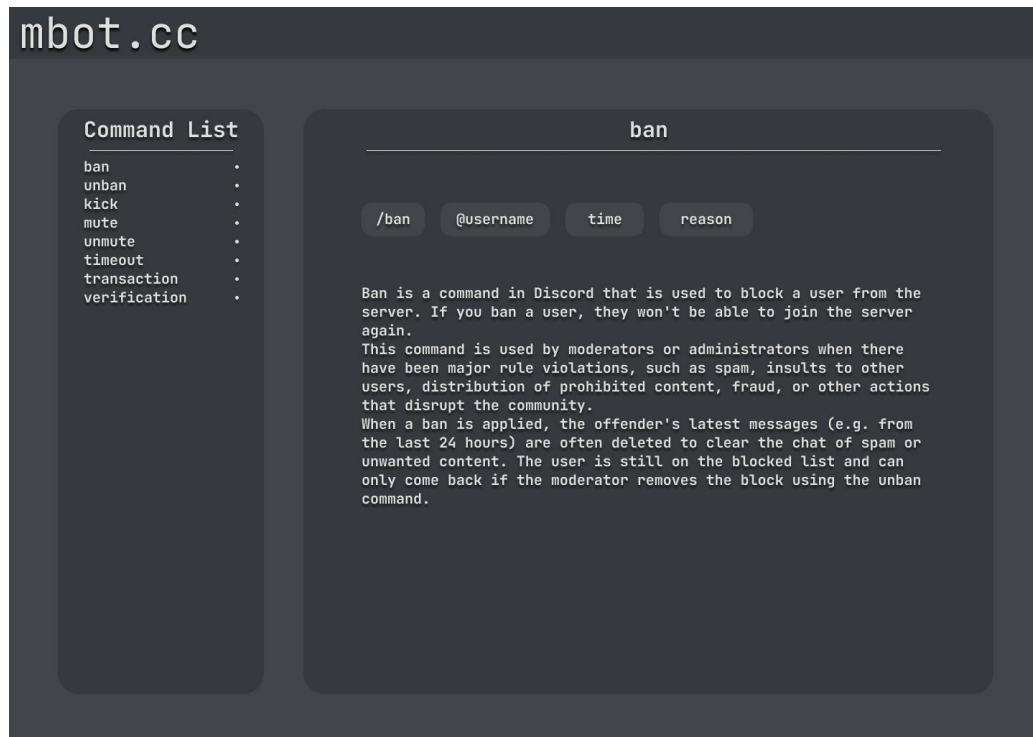 mbot.cc
Command List
ban •
unban •
kick •
mute •
unmute •
timeout •
transaction •
verification •
ban
/ban @username time reason
Ban is a command in Discord that is used to block a user from the
server. If you ban a user, they won't be able to join the server
again.
This command is used by moderators or administrators when there
have been major rule violations, such as spam, insults to other
users, distribution of prohibited content, fraud, or other actions
that disrupt the community.
When a ban is applied, the offender's latest messages (e.g. from
the last 24 hours) are often deleted to clear the chat of spam or
unwanted content. The user is still on the blocked list and can
only come back if the moderator removes the block using the unban
command.